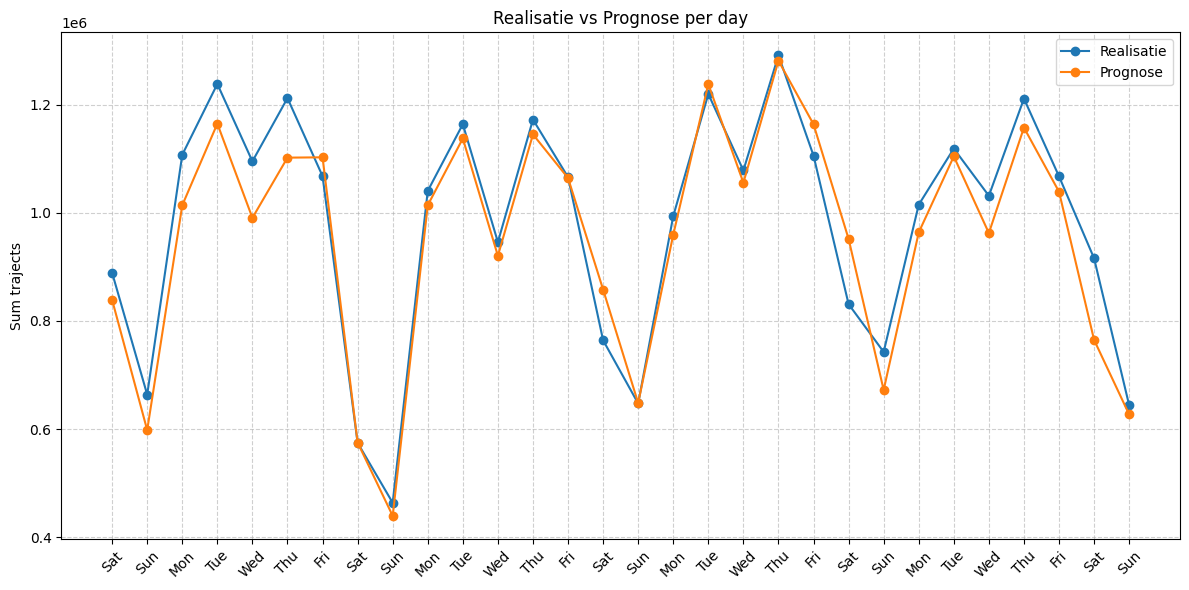 Realisatie vs Prognose per day
1e6
Realisatie
Prognose
1.2
1.0
0.8
0.6
0.4
Sum trajects
Sat Sun Mon Tue Wed Thu Fri Sat Sun Mon Tue Wed Thu Fri Sat Sun Mon Tue Wed Thu Fri Sat Sun Mon Tue Wed Thu Fri Sat Sun